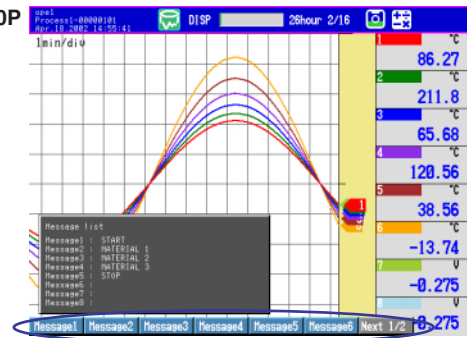 OP
ope1
Process1-00000101
Apr.18.2002 14:55:41
DISP
26hour 2/16
1min/div
1 °C
86.27
2 °C
211.8
3 °C
65.68
4 °C
120.56
5 °C
38.56
6 °C
-13.74
7 V
-0.275
8 V
-0.275
1
Message list
Message1 : START
Message2 : MATERIAL 1
Message3 : MATERIAL 2
Message4 : MATERIAL 3
Message5 : STOP
Message6 :
Message7 :
Message8 :
Message1 Message2 Message3 Message4 Message5 Message6 Next 1/2